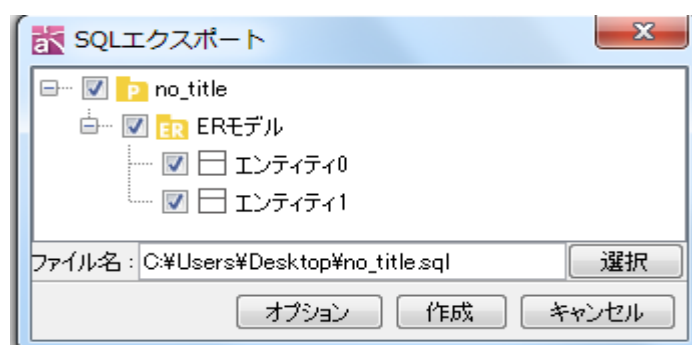 SQLエクスポート
no_title
ERモデル
エンティティ0
エンティティ1
ファイル名 : C:¥Users¥Desktop¥no_title.sql 選択
オプション 作成 キャンセル